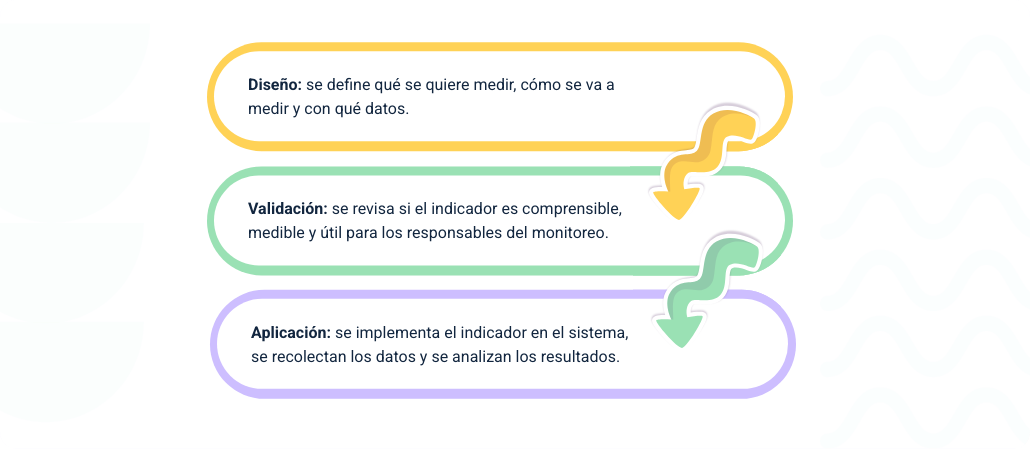 Diseño: se define qué se quiere medir, cómo se va a
medir y con qué datos.
Validación: se revisa si el indicador es comprensible,
medible y útil para los responsables del monitoreo.
Aplicación: se implementa el indicador en el sistema,
se recolectan los datos y se analizan los resultados.